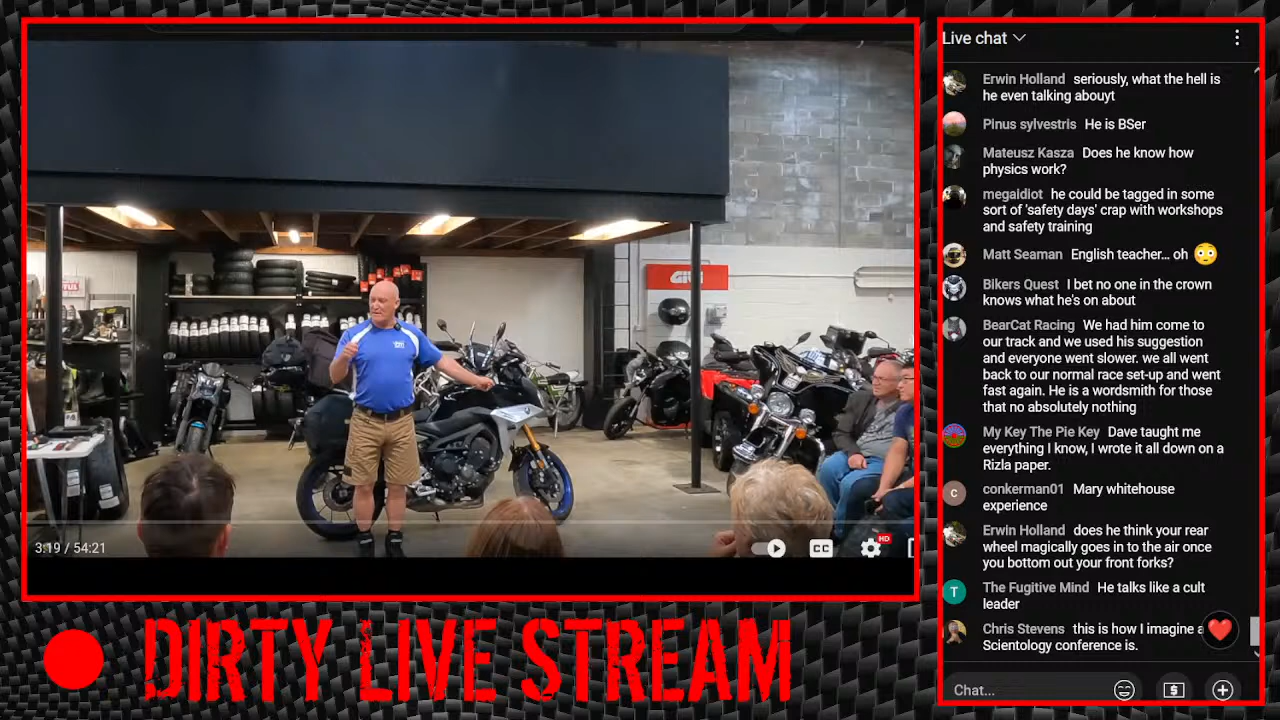 GIVI
3:19 / 54:21
CC
HD
DIRTY LIVE STREAM
Live chat
Erwin Holland seriously, what the hell is
he even talking abouyt
Pinus sylvestris He is BSer
Mateusz Kasza Does he know how
physics work?
megaidiot he could be tagged in some
sort of 'safety days' crap with workshops
and safety training
Matt Seaman English teacher... oh 😳
Bikers Quest I bet no one in the crown
knows what he's on about
BearCat Racing We had him come to
our track and we used his suggestion
and everyone went slower. we all went
back to our normal race set-up and went
fast again. He is a wordsmith for those
that no absolutely nothing
My Key The Pie Key Dave taught me
everything I know, I wrote it all down on a
Rizla paper.
c
conkerman01 Mary whitehouse
experience
Erwin Holland does he think your rear
wheel magically goes in to the air once
you bottom out your front forks?
T
The Fugitive Mind He talks like a cult
leader
Chris Stevens this is how I imagine a
Scientology conference is.
Chat...